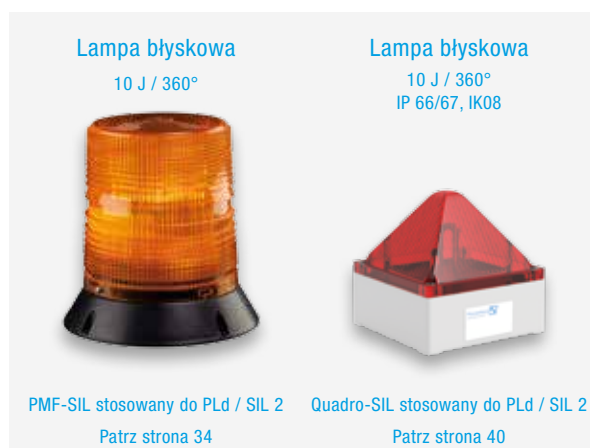 Lampa błyskowa
10 J / 360°
PMF-SIL stosowany do PLd / SIL 2
Patrz strona 34
Lampa błyskowa
10 J / 360°
IP 66/67, IK08
Quadro-SIL stosowany do PLd / SIL 2
Patrz strona 40